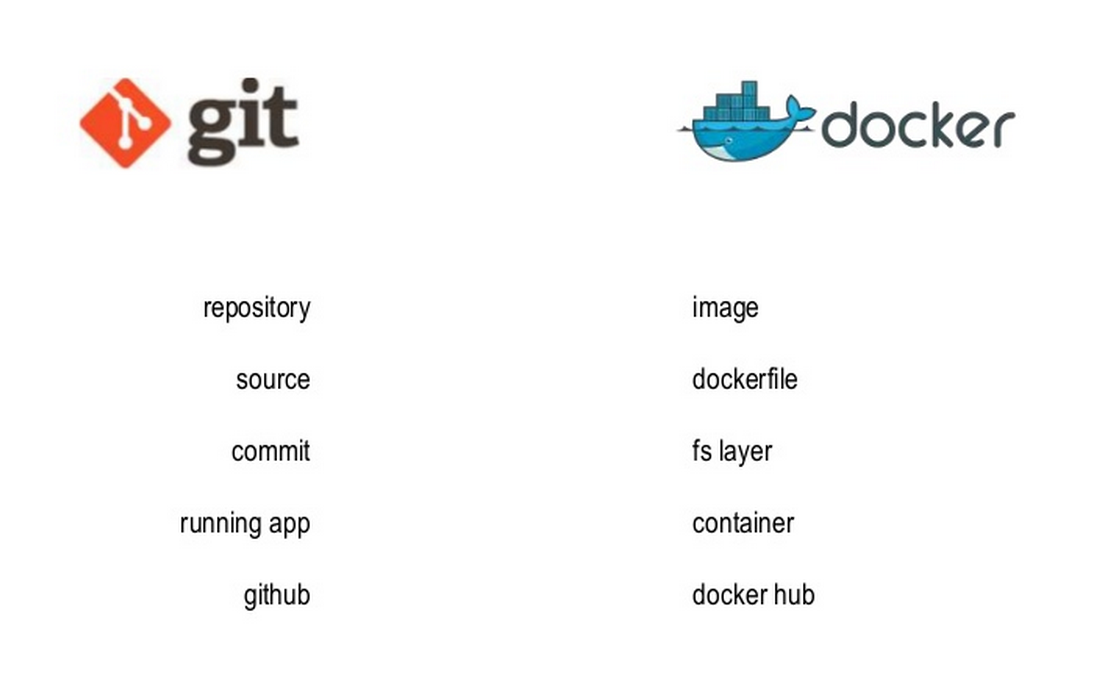 git docker
repository image
source dockerfile
commit fs layer
running app container
github docker hub